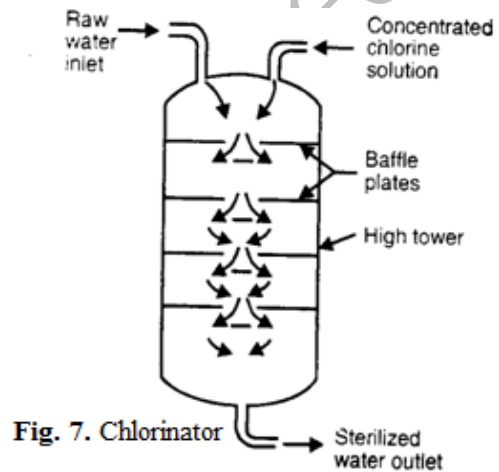 Raw
water
inlet
Concentrated
chlorine
solution
Baffle
plates
High tower
Fig. 7. Chlorinator
Sterilized
water outlet